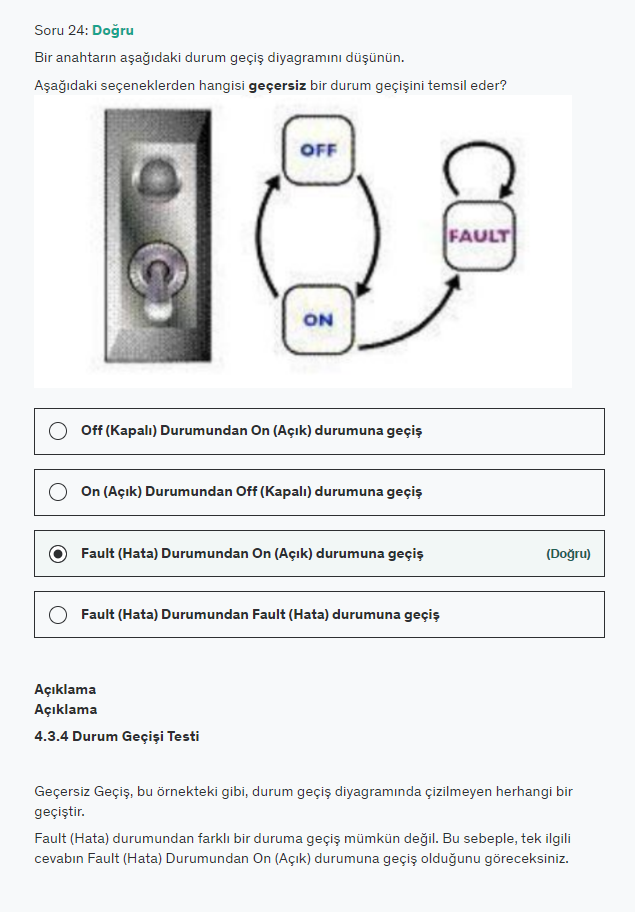 Soru 24: Doğru
Bir anahtarın aşağıdaki durum geçiş diyagramını düşünün.
Aşağıdaki seçeneklerden hangisi geçersiz bir durum geçişini temsil eder?
OFF
FAULT
ON
Off (Kapalı) Durumundan On (Açık) durumuna geçiş
On (Açık) Durumundan Off (Kapalı) durumuna geçiş
Fault (Hata) Durumundan On (Açık) durumuna geçiş (Doğru)
Fault (Hata) Durumundan Fault (Hata) durumuna geçiş
Açıklama
Açıklama
4.3.4 Durum Geçişi Testi
Geçersiz Geçiş, bu örnekteki gibi, durum geçiş diyagramında çizilmeyen herhangi bir
geçiştir.
Fault (Hata) durumundan farklı bir duruma geçiş mümkün değil. Bu sebeple, tek ilgili
cevabın Fault (Hata) Durumundan On (Açık) durumuna geçiş olduğunu göreceksiniz.